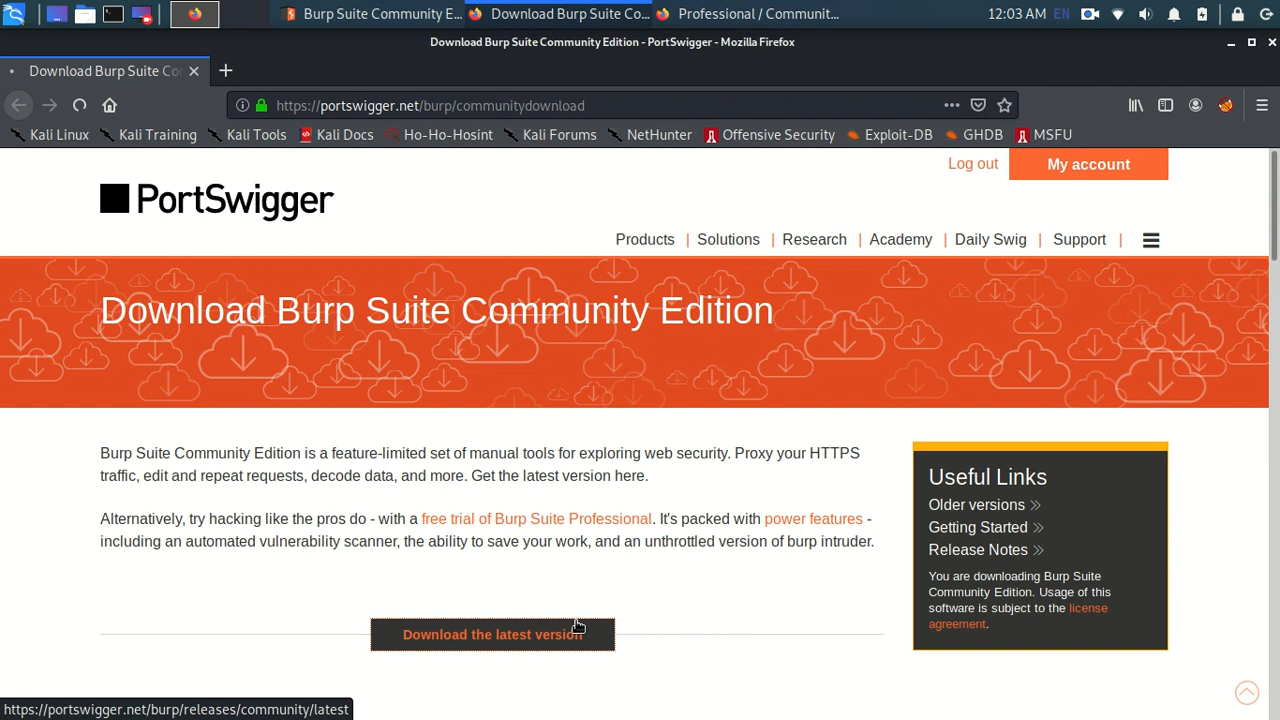 Burp Suite Community E... Download Burp Suite Co... Professional / Communit... 12:03 AM EN
Download Burp Suite Community Edition - PortSwigger - Mozilla Firefox
Download Burp Suite Co
https://portswigger.net/burp/communitydownload
Kali Linux Kali Training Kali Tools Kali Docs Ho-Ho-Hosint Kali Forums NetHunter Offensive Security Exploit-DB GHDB MSFU
Log out My account
PortSwigger
Products | Solutions | Research | Academy | Daily Swig | Support |
Download Burp Suite Community Edition
Burp Suite Community Edition is a feature-limited set of manual tools for exploring web security. Proxy your HTTPS
traffic, edit and repeat requests, decode data, and more. Get the latest version here.
Alternatively, try hacking like the pros do - with a free trial of Burp Suite Professional. It's packed with power features -
including an automated vulnerability scanner, the ability to save your work, and an unthrottled version of burp intruder.
Download the latest version
Useful Links
Older versions
Getting Started
Release Notes
You are downloading Burp Suite
Community Edition. Usage of this
software is subject to the license
agreement.
https://portswigger.net/burp/releases/community/latest